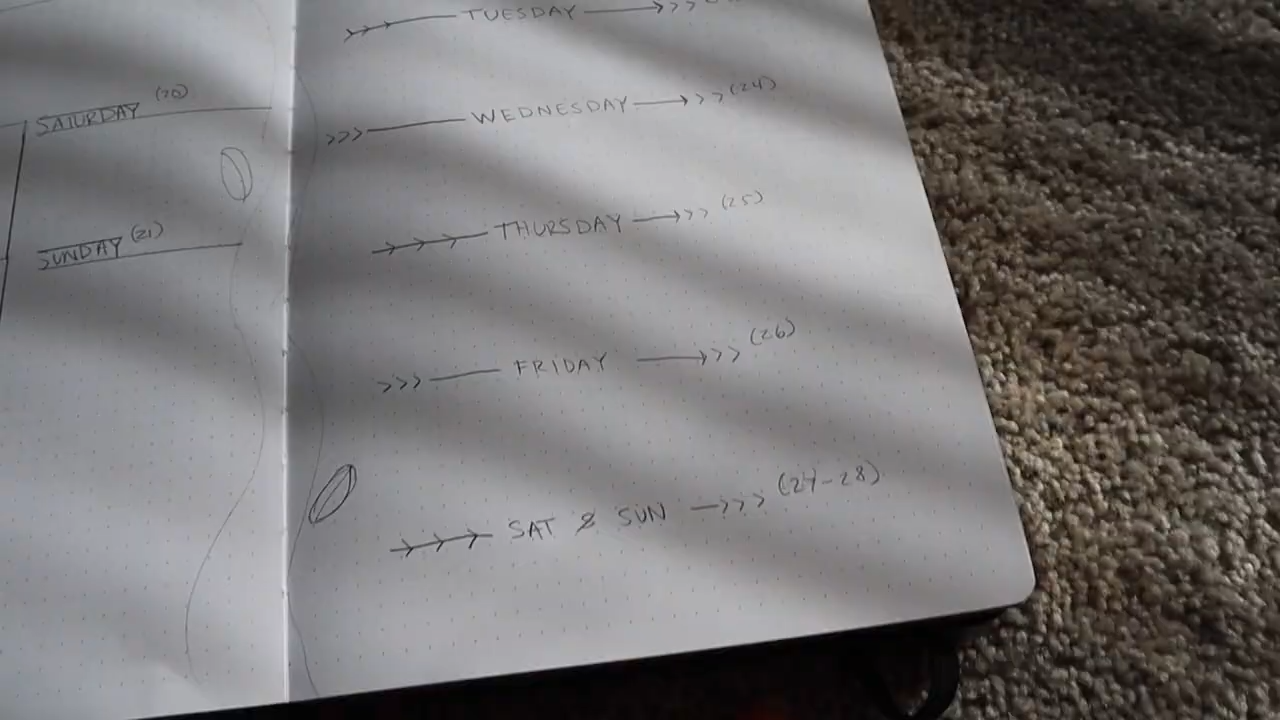 SATURDAY (20)
SUNDAY (21)
TUESDAY
WEDNESDAY (24)
THURSDAY (25)
FRIDAY (26)
SAT & SUN (27-28)